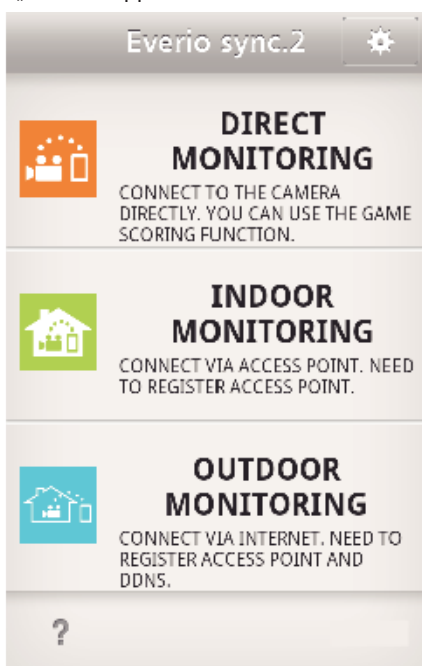 Everio sync.2
DIRECT
MONITORING
CONNECT TO THE CAMERA
DIRECTLY. YOU CAN USE THE GAME
SCORING FUNCTION.
INDOOR
MONITORING
CONNECT VIA ACCESS POINT. NEED
TO REGISTER ACCESS POINT.
OUTDOOR
MONITORING
CONNECT VIA INTERNET. NEED TO
REGISTER ACCESS POINT AND
DDNS.
?